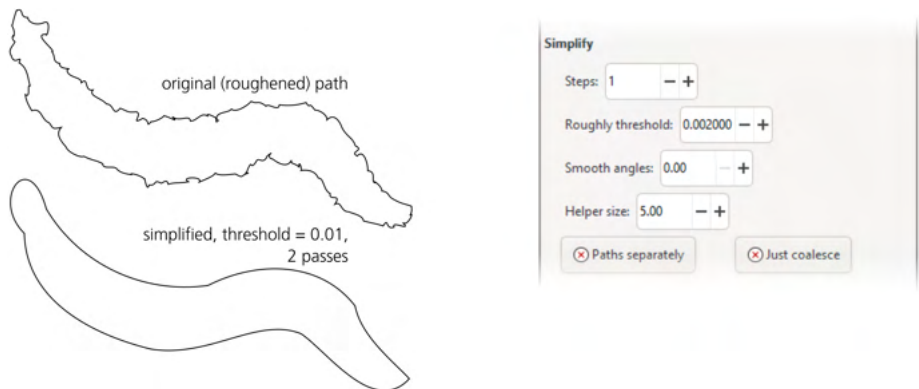 original (roughened) path
simplified, threshold = 0.01,
2 passes
Simplify
Steps: 1
Roughly threshold: 0.002000
Smooth angles: 0.00
Helper size: 5.00
Paths separately
Just coalesce